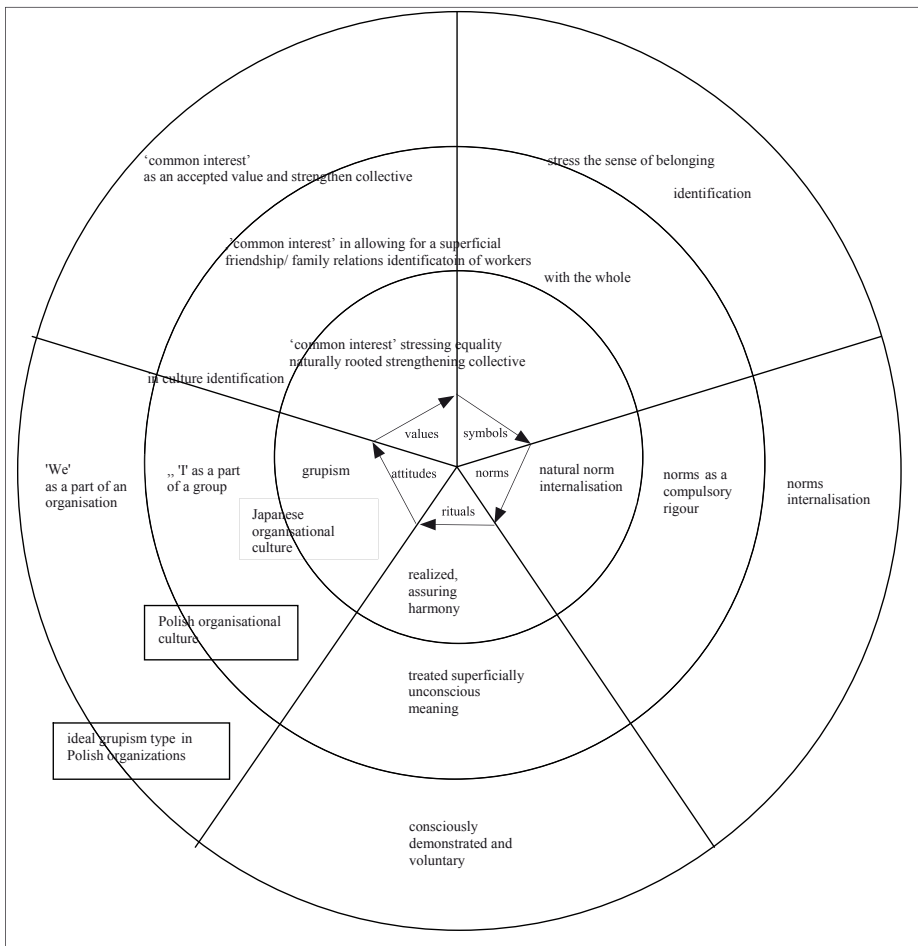 ‘common interest’
as an accepted value and strengthen collective
stress the sense of belonging
identification
,’common interest’ in allowing for a superficial
friendship/ family relations identificatoin of workers
with the whole
‘common interest’ stressing equality
naturally rooted strengthening collective
in culture identification
values
symbols
'We'
as a part of an
organisation
,, 'I' as a part
of a group
grupism
attitudes
norms
natural norm
internalisation
norms as a
compulsory
rigour
norms
internalisation
rituals
Japanese
organisational
culture
realized,
assuring
harmony
Polish organisational
culture
treated superficially
unconscious
meaning
ideal grupism type in
Polish organizations
consciously
demonstrated and
voluntary